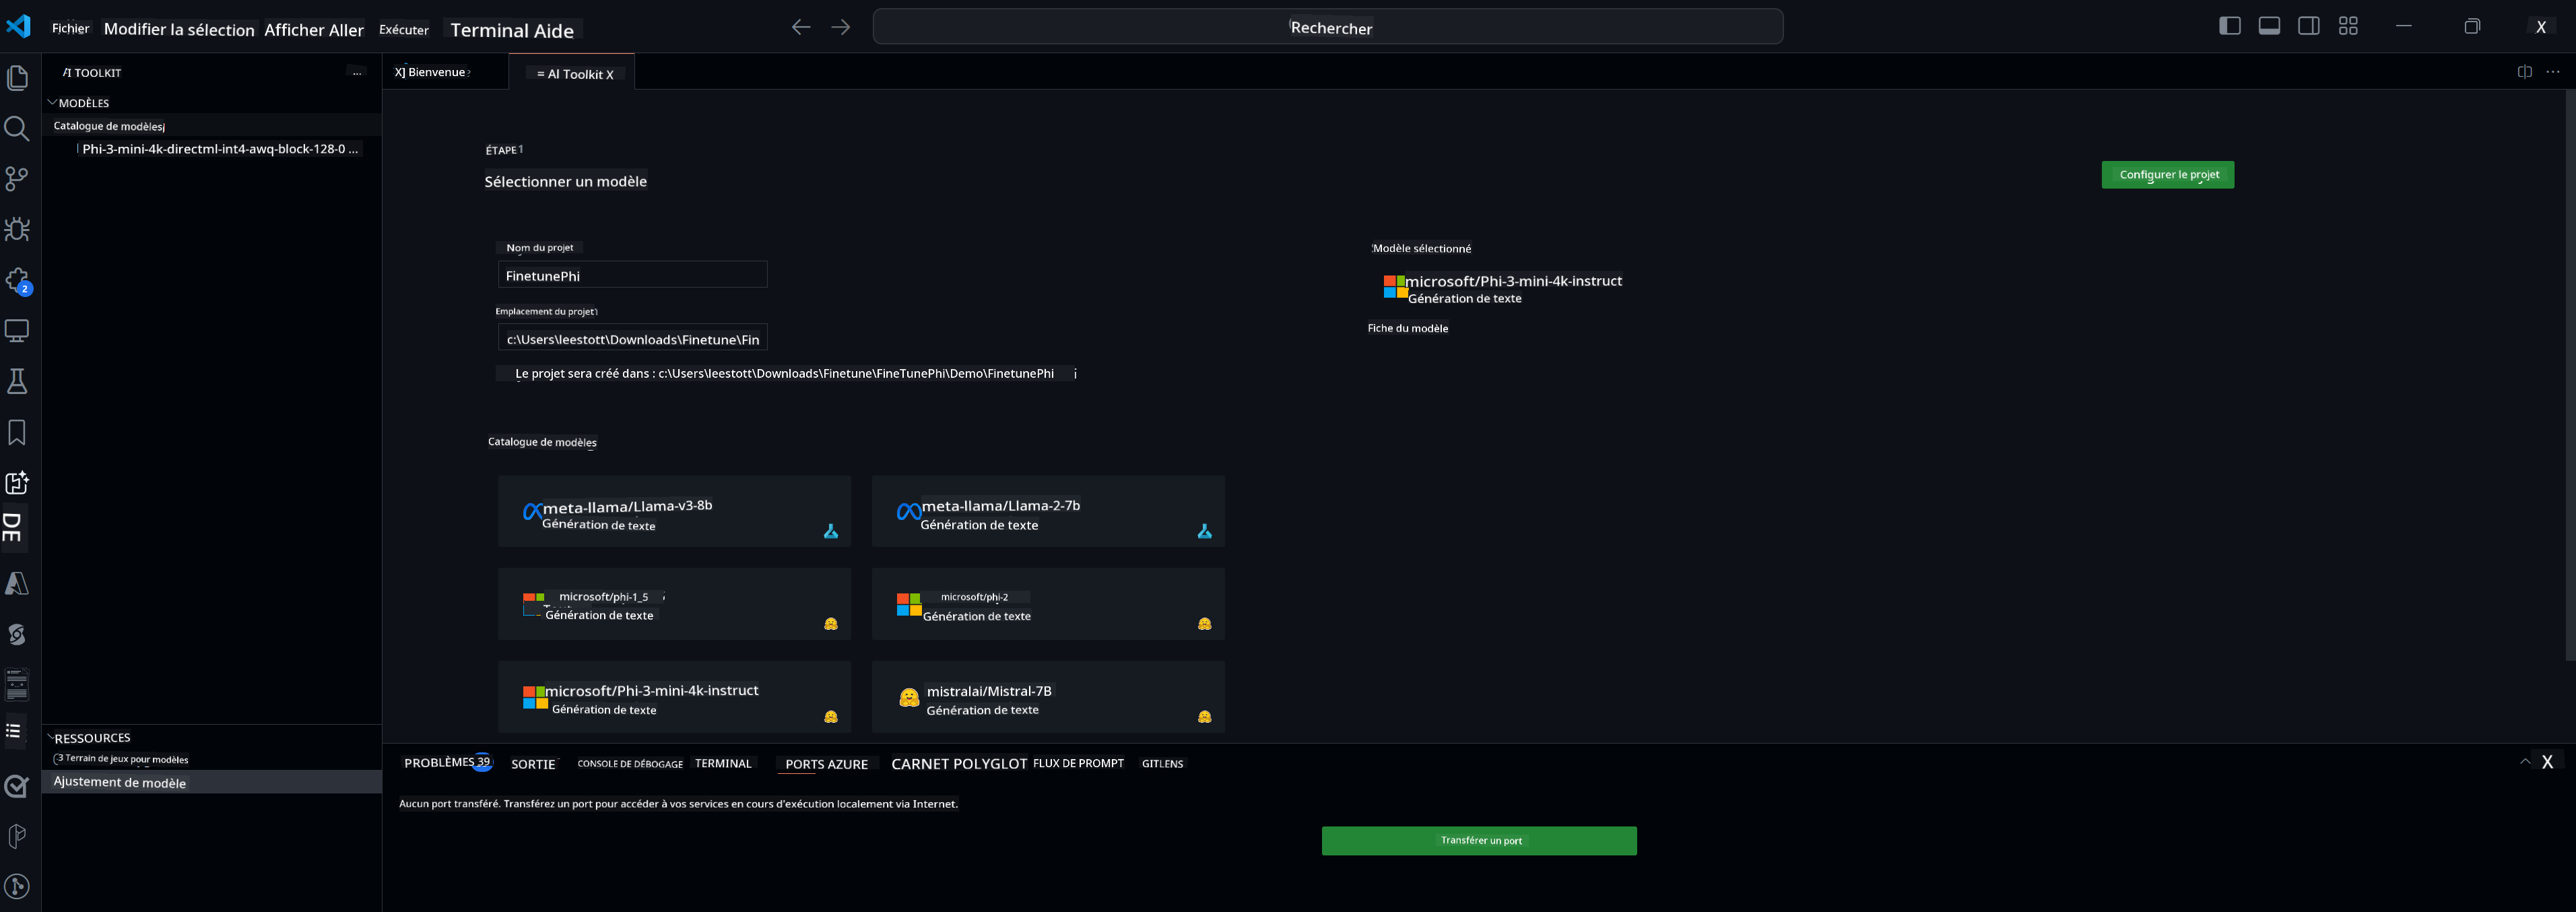 Fichier Modifier la sélection Afficher Aller Exécuter Terminal Aide
Rechercher
X
AI TOOLKIT ...
MODÈLES
Catalogue de modèles
Phi-3-mini-4k-directml-int4-awq-block-128-0 ...
X] Bienvenue
= AI Toolkit X
ÉTAPE 1
Sélectionner un modèle
Configurer le projet
Nom du projet
FinetunePhi
Emplacement du projet
c:\Users\leestott\Downloads\Finetune\Fin
Le projet sera créé dans : c:\Users\leestott\Downloads\Finetune\FineTunePhi\Demo\FinetunePhi
Modèle sélectionné
microsoft/Phi-3-mini-4k-instruct
Génération de texte
Fiche du modèle
Catalogue de modèles
meta-llama/Llama-v3-8b
Génération de texte
meta-llama/Llama-2-7b
Génération de texte
microsoft/phi-1_5
Génération de texte
microsoft/phi-2
Génération de texte
microsoft/Phi-3-mini-4k-instruct
Génération de texte
mistralai/Mistral-7B
Génération de texte
2
DE
RESSOURCES
3 Terrain de jeux pour modèles
Ajustement de modèle
PROBLÈMES 39 SORTIE CONSOLE DE DÉBOGAGE TERMINAL PORTS AZURE CARNET POLYGLOT FLUX DE PROMPT GITLENS
X
Aucun port transféré. Transférez un port pour accéder à vos services en cours d'exécution localement via Internet.
Transférer un port